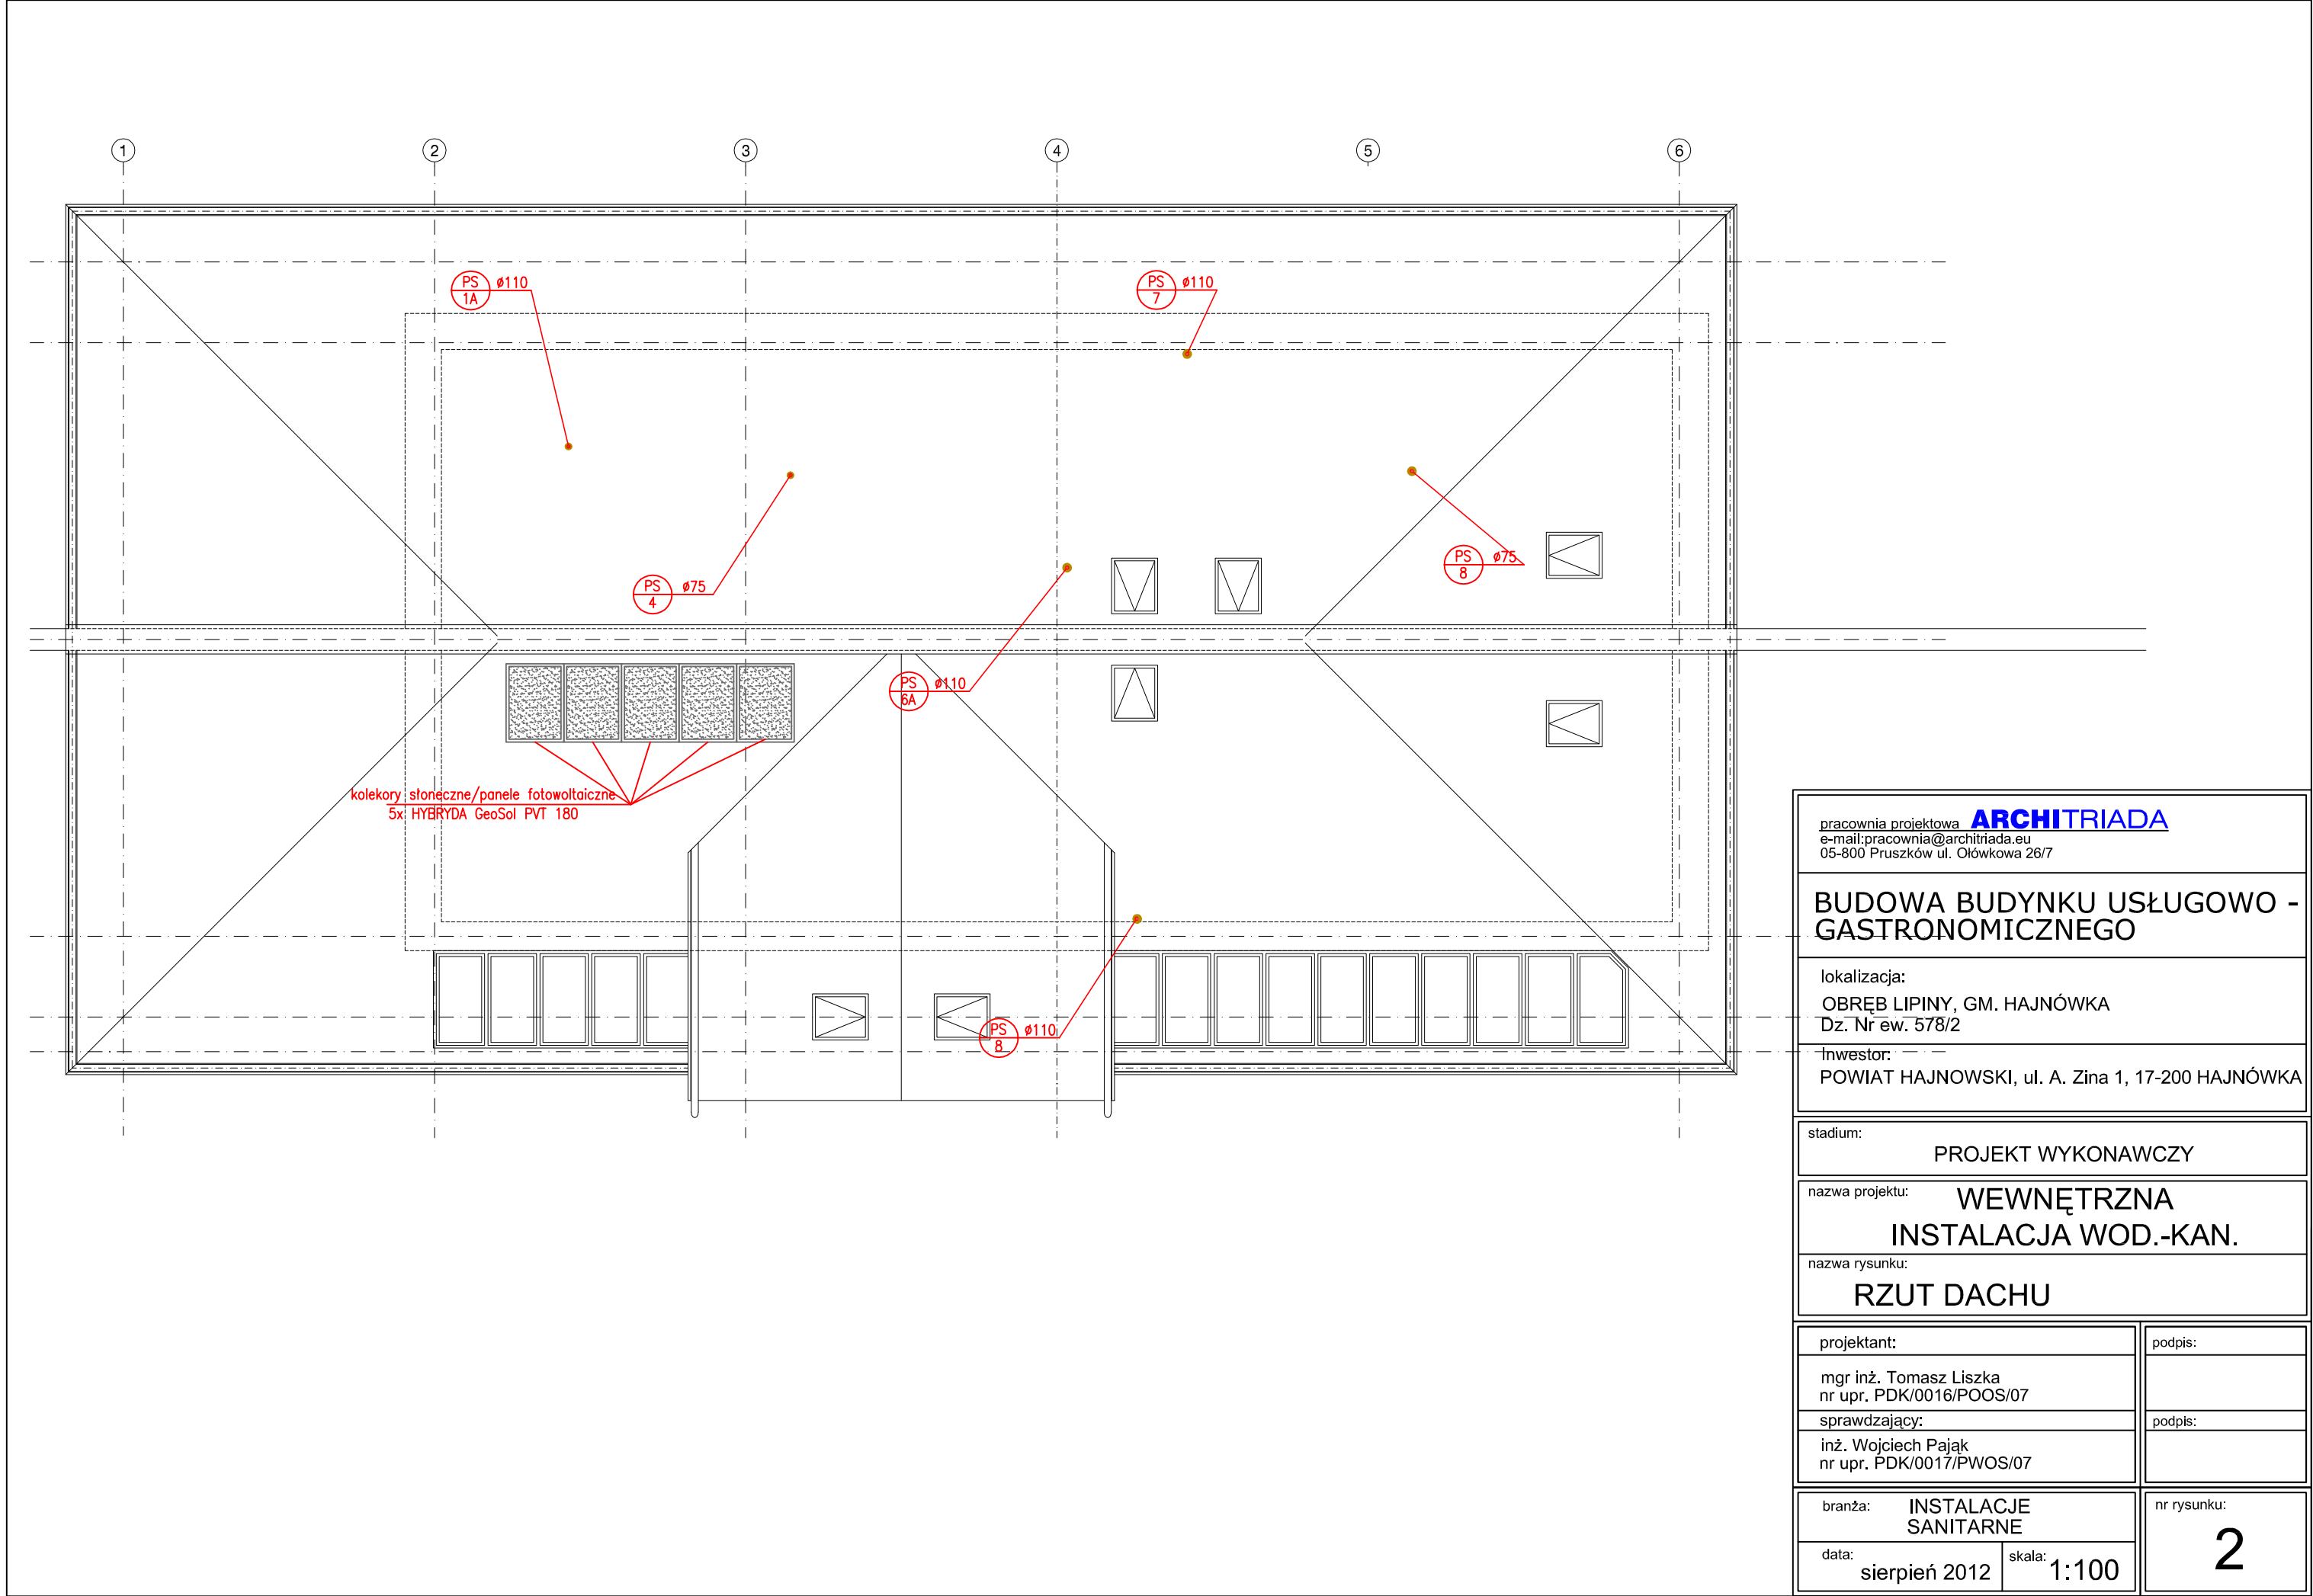 1
2
3
4
5
6
PS ø110
1A
PS ø110
7
PS ø75
4
PS ø75
8
PS ø110
6A
kolekory słoneczne/panele fotowoltaiczne
5x HYBRYDA GeoSol PVT 180
PS ø110
8
pracownia projektowa ARCHITRIADA
e-mail:pracownia@architriada.eu
05-800 Pruszków ul. Ołówkowa 26/7
BUDOWA BUDYNKU USŁUGOWO -
GASTRONOMICZNEGO
lokalizacja:
OBRĘB LIPINY, GM. HAJNÓWKA
Dz. Nr ew. 578/2
Inwestor:
POWIAT HAJNOWSKI, ul. A. Zina 1, 17-200 HAJNÓWKA
stadium:
PROJEKT WYKONAWCZY
nazwa projektu: WEWNĘTRZNA
INSTALACJA WOD.-KAN.
nazwa rysunku:
RZUT DACHU
projektant: podpis:
mgr inż. Tomasz Liszka
nr upr. PDK/0016/POOS/07
sprawdzający: podpis:
inż. Wojciech Pająk
nr upr. PDK/0017/PWOS/07
branża: INSTALACJE
SANITARNE
nr rysunku:
2
data: sierpień 2012 skala: 1:100